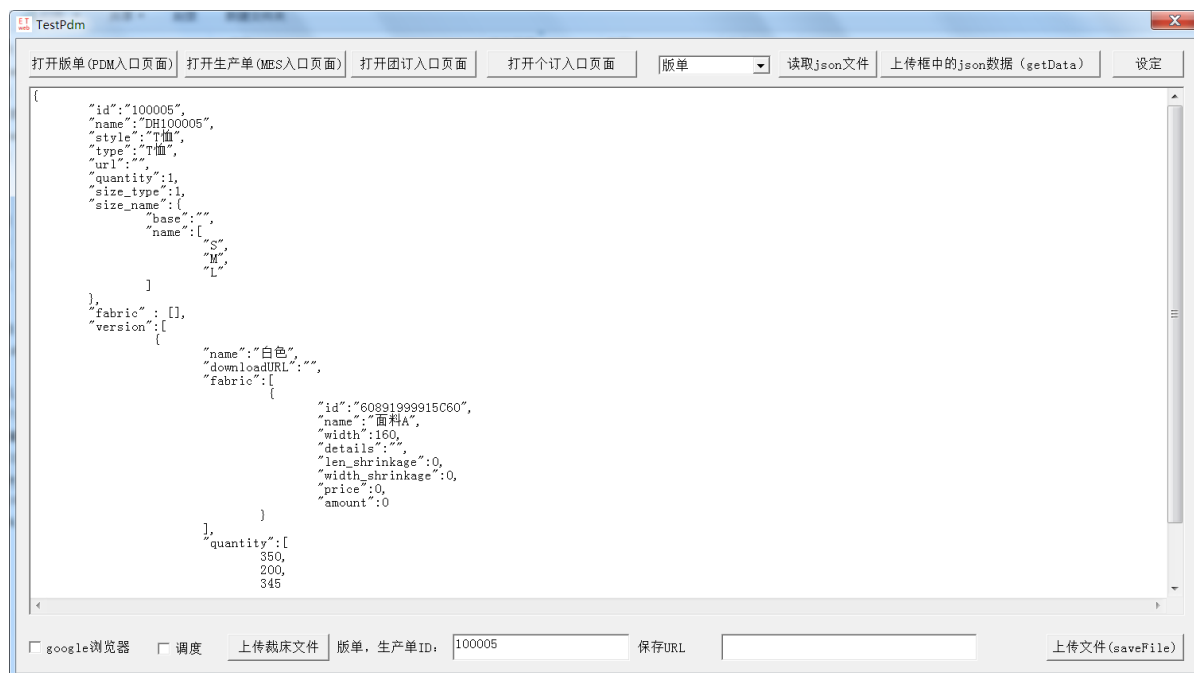 ET
web
TestPdm
打开版单(PDM入口页面) 打开生产单(MES入口页面) 打开团订入口页面 打开个订入口页面 版单 读取json文件 上传框中的json数据 (getData) 设定
{
"id":"100005",
"name":"DH100005",
"style":"T恤",
"type":"T恤",
"url":"",
"quantity":1,
"size_type":1,
"size_name":{
"base":"",
"name":[
"S",
"M",
"L"
]
},
"fabric" : [],
"version":[
{
"name":"白色",
"downloadURL":"",
"fabric":[
{
"id":"60891999915C60",
"name":"面料A",
"width":160,
"details":"",
"len_shrinkage":0,
"width_shrinkage":0,
"price":0,
"amount":0
}
],
"quantity":[
350,
200,
345
google浏览器 调度 上传裁床文件 版单, 生产单ID: 100005 保存URL 上传文件(saveFile)